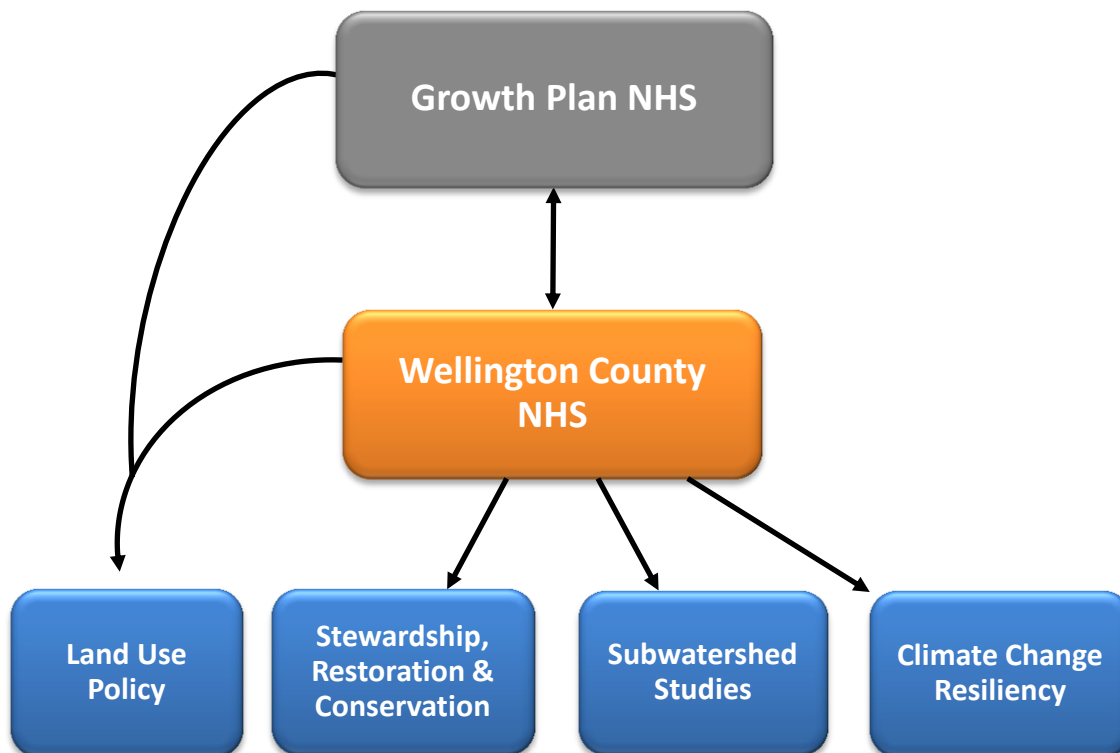 Growth Plan NHS
Wellington County
NHS
Land Use
Policy
Stewardship,
Restoration &
Conservation
Subwatershed
Studies
Climate Change
Resiliency